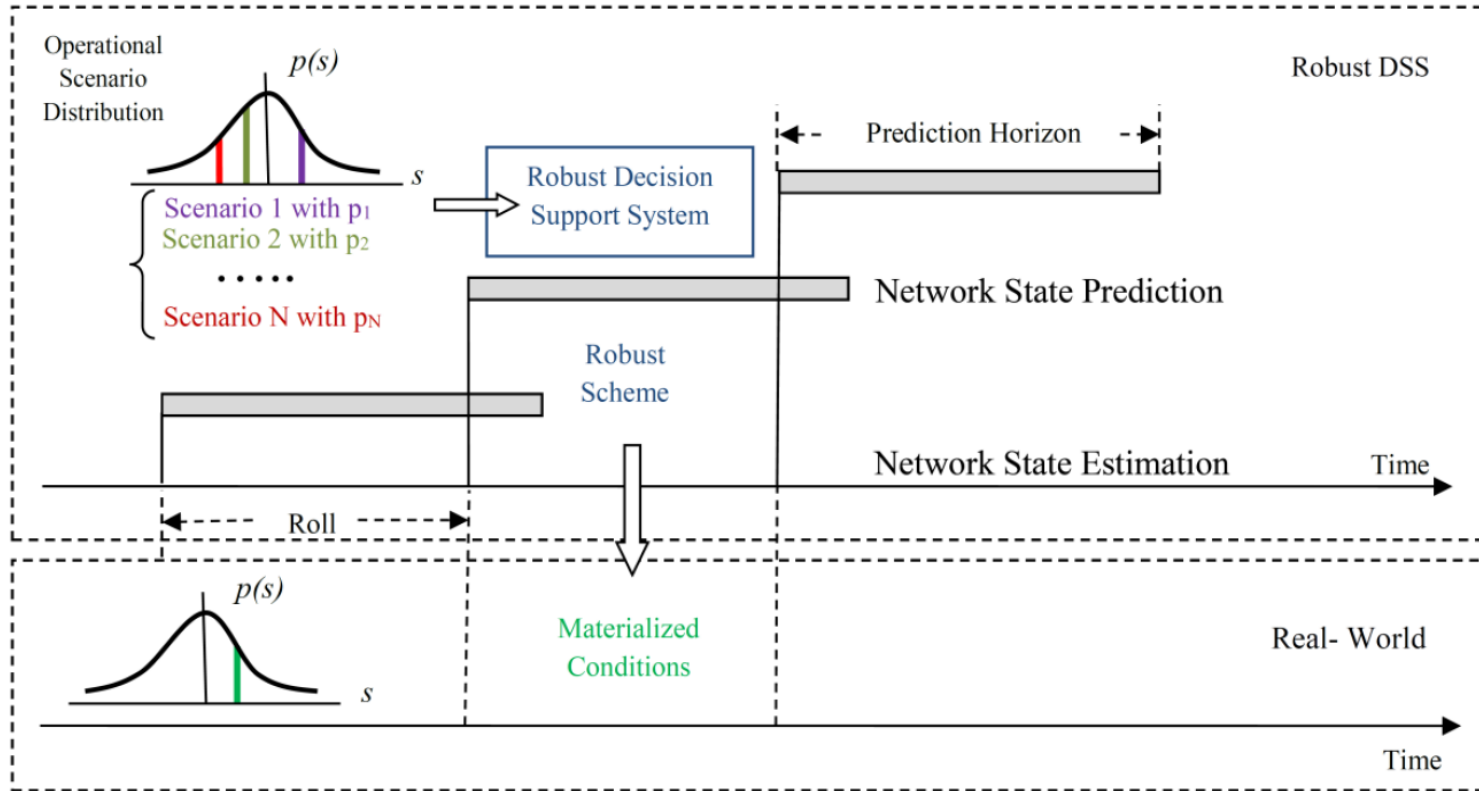 Operational
Scenario
Distribution
p(s)
s
Robust DSS
Prediction Horizon
Robust Decision
Support System
Scenario 1 with p₁
Scenario 2 with p₂
.....
Scenario N with pN
Network State Prediction
Robust
Scheme
Network State Estimation
Time
Roll
p(s)
s
Materialized
Conditions
Real- World
Time